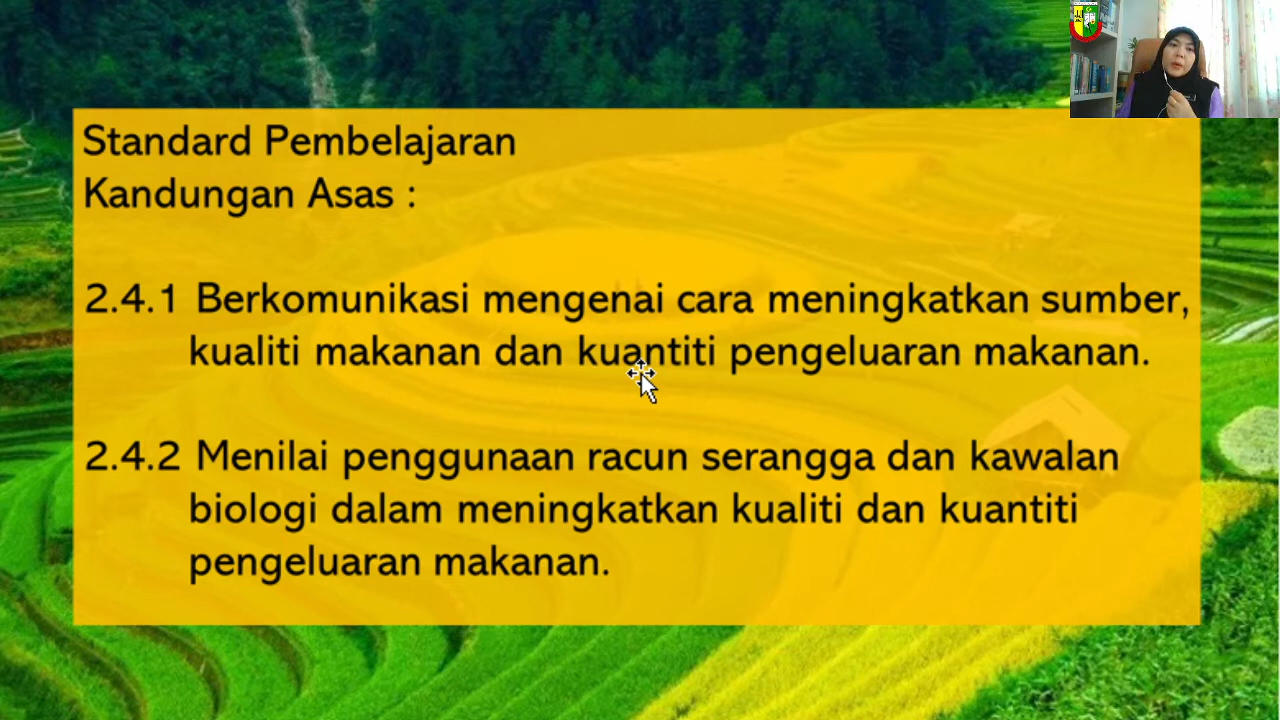 Standard Pembelajaran
Kandungan Asas :
2.4.1 Berkomunikasi mengenai cara meningkatkan sumber,
kualiti makanan dan kuantiti pengeluaran makanan.
2.4.2 Menilai penggunaan racun serangga dan kawalan
biologi dalam meningkatkan kualiti dan kuantiti
pengeluaran makanan.